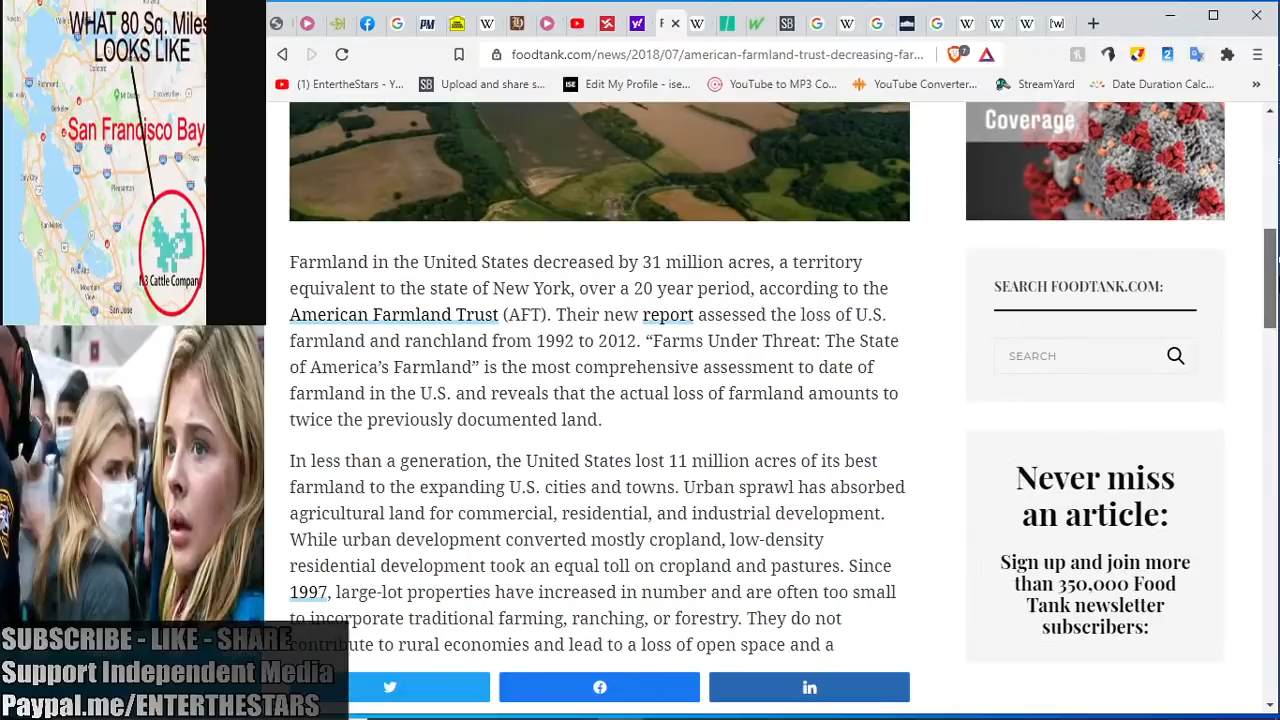 WHAT 80 Sq. Miles
LOOKS LIKE
San Francisco Bay
N3 Cattle Company
foodtank.com/news/2018/07/american-farmland-trust-decreasing-far...
(1) EntertheStars - Y...
Upload and share s...
Edit My Profile - ise...
YouTube to MP3 Co...
YouTube Converter...
StreamYard
Date Duration Calc...
Farmland in the United States decreased by 31 million acres, a territory
equivalent to the state of New York, over a 20 year period, according to the
American Farmland Trust (AFT). Their new report assessed the loss of U.S.
farmland and ranchland from 1992 to 2012. “Farms Under Threat: The State
of America’s Farmland” is the most comprehensive assessment to date of
farmland in the U.S. and reveals that the actual loss of farmland amounts to
twice the previously documented land.
In less than a generation, the United States lost 11 million acres of its best
farmland to the expanding U.S. cities and towns. Urban sprawl has absorbed
agricultural land for commercial, residential, and industrial development.
While urban development converted mostly cropland, low-density
residential development took an equal toll on cropland and pastures. Since
1997, large-lot properties have increased in number and are often too small
to incorporate traditional farming, ranching, or forestry. They do not
contribute to rural economies and lead to a loss of open space and a
Coverage
SEARCH FOODTANK.COM:
SEARCH
Never miss
an article:
Sign up and join more
than 350,000 Food
Tank newsletter
subscribers:
SUBSCRIBE - LIKE - SHARE
Support Independent Media
Paypal.me/ENTERTHESTARS